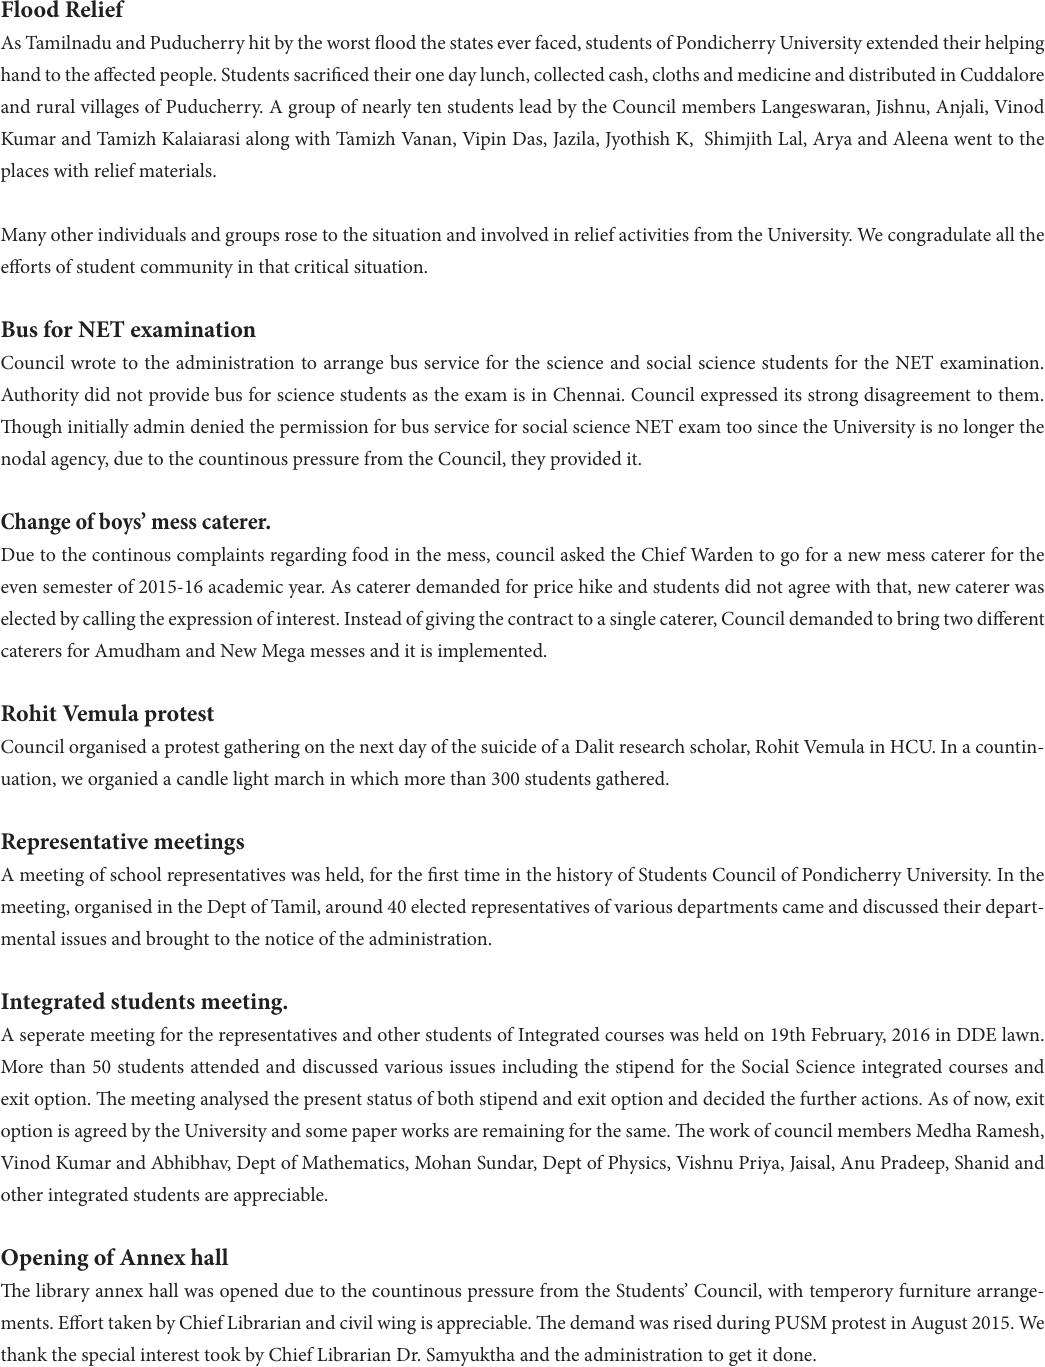 Flood Relief
As Tamilnadu and Puducherry hit by the worst flood the states ever faced, students of Pondicherry University extended their helping
hand to the affected people. Students sacrificed their one day lunch, collected cash, cloths and medicine and distributed in Cuddalore
and rural villages of Puducherry. A group of nearly ten students lead by the Council members Langeswaran, Jishnu, Anjali, Vinod
Kumar and Tamizh Kalaiarasi along with Tamizh Vanan, Vipin Das, Jazila, Jyothish K,  Shimjith Lal, Arya and Aleena went to the
places with relief materials.
Many other individuals and groups rose to the situation and involved in relief activities from the University. We congradulate all the
efforts of student community in that critical situation.
Bus for NET examination
Council wrote to the administration to arrange bus service for the science and social science students for the NET examination.
Authority did not provide bus for science students as the exam is in Chennai. Council expressed its strong disagreement to them.
Though initially admin denied the permission for bus service for social science NET exam too since the University is no longer the
nodal agency, due to the countinous pressure from the Council, they provided it.
Change of boys’ mess caterer.
Due to the continous complaints regarding food in the mess, council asked the Chief Warden to go for a new mess caterer for the
even semester of 2015-16 academic year. As caterer demanded for price hike and students did not agree with that, new caterer was
elected by calling the expression of interest. Instead of giving the contract to a single caterer, Council demanded to bring two different
caterers for Amudham and New Mega messes and it is implemented.
Rohit Vemula protest
Council organised a protest gathering on the next day of the suicide of a Dalit research scholar, Rohit Vemula in HCU. In a countin-
uation, we organied a candle light march in which more than 300 students gathered.
Representative meetings
A meeting of school representatives was held, for the first time in the history of Students Council of Pondicherry University. In the
meeting, organised in the Dept of Tamil, around 40 elected representatives of various departments came and discussed their depart-
mental issues and brought to the notice of the administration.
Integrated students meeting.
A seperate meeting for the representatives and other students of Integrated courses was held on 19th February, 2016 in DDE lawn.
More than 50 students attended and discussed various issues including the stipend for the Social Science integrated courses and
exit option. The meeting analysed the present status of both stipend and exit option and decided the further actions. As of now, exit
option is agreed by the University and some paper works are remaining for the same. The work of council members Medha Ramesh,
Vinod Kumar and Abhibhav, Dept of Mathematics, Mohan Sundar, Dept of Physics, Vishnu Priya, Jaisal, Anu Pradeep, Shanid and
other integrated students are appreciable.
Opening of Annex hall
The library annex hall was opened due to the countinous pressure from the Students’ Council, with temperory furniture arrange-
ments. Effort taken by Chief Librarian and civil wing is appreciable. The demand was rised during PUSM protest in August 2015. We
thank the special interest took by Chief Librarian Dr. Samyuktha and the administration to get it done.